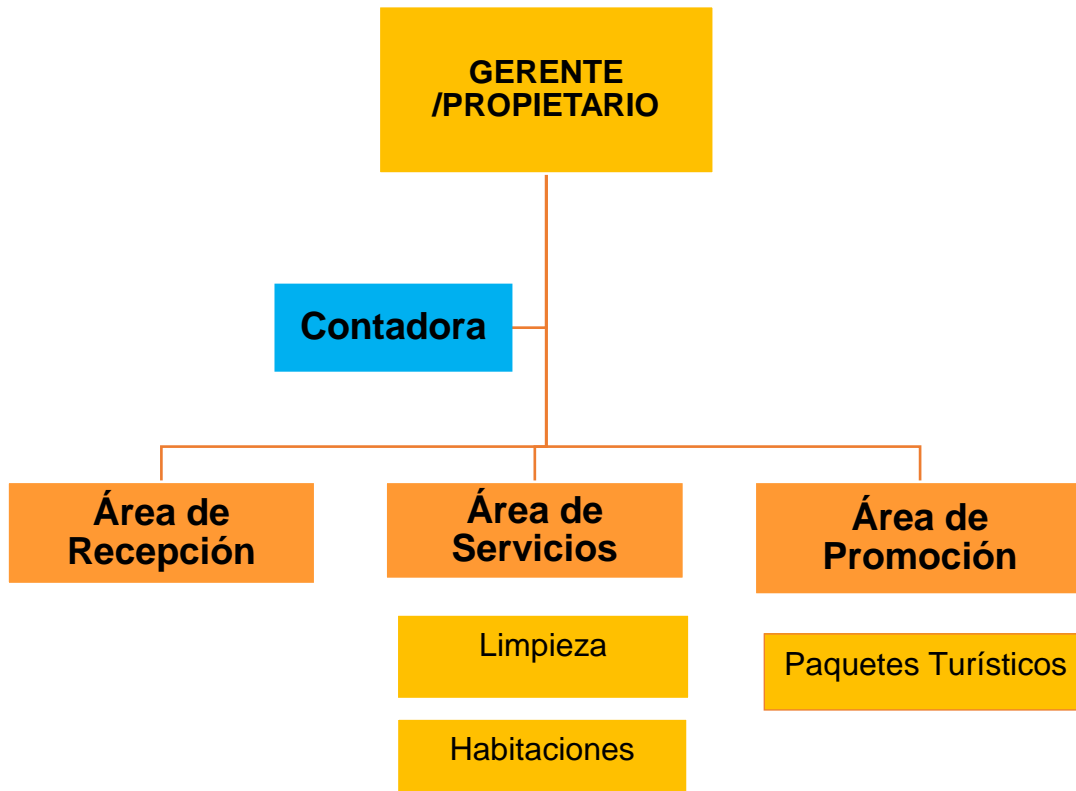 GERENTE
/PROPIETARIO
Contadora
Área de
Recepción
Área de
Servicios
Área de
Promoción
Limpieza
Paquetes Turísticos
Habitaciones